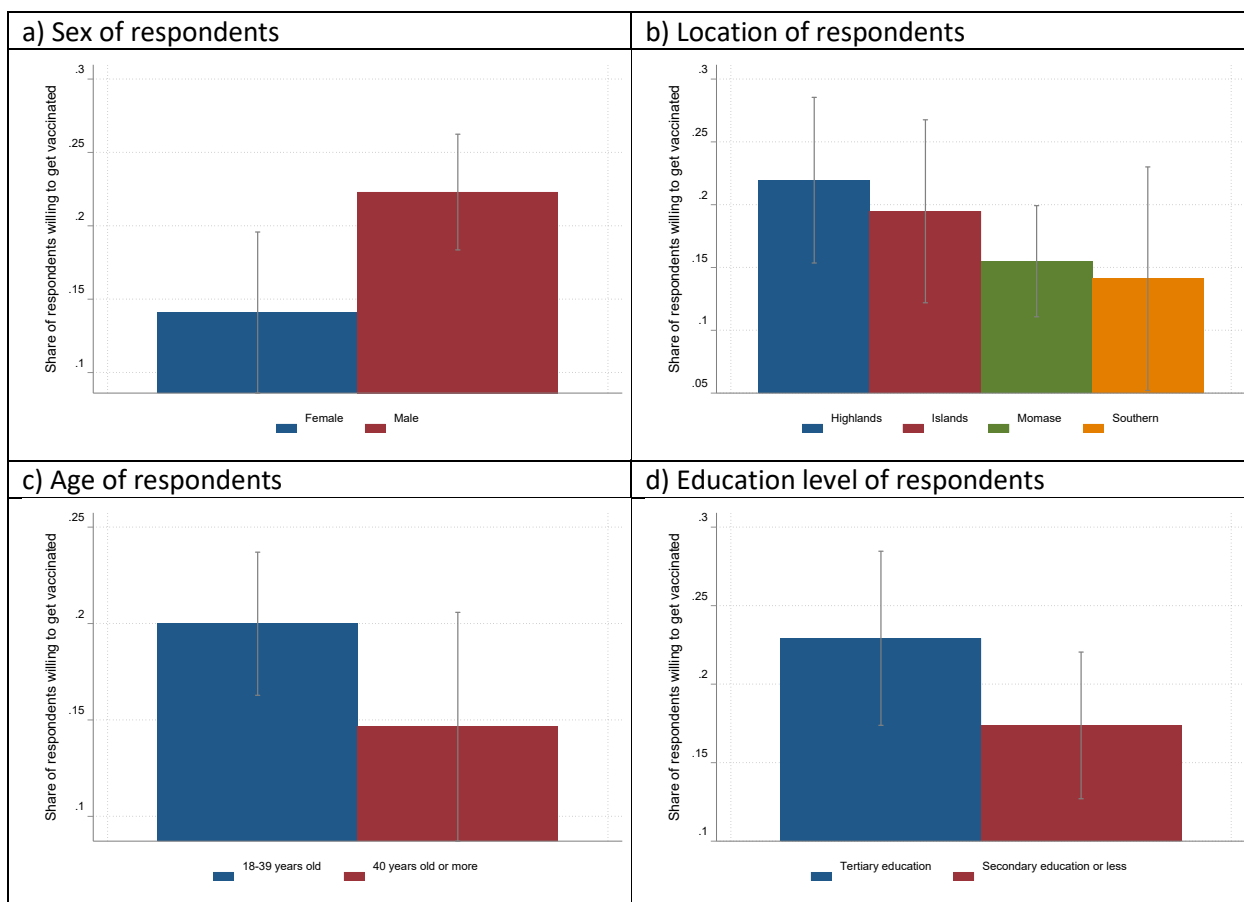 a) Sex of respondents
Share of respondents willing to get vaccinated
.3
.25
.2
.15
.1
Female Male
b) Location of respondents
Share of respondents willing to get vaccinated
.3
.25
.2
.15
.1
.05
Highlands Islands Momase Southern
c) Age of respondents
Share of respondents willing to get vaccinated
.25
.2
.15
.1
18-39 years old 40 years old or more
d) Education level of respondents
Share of respondents willing to get vaccinated
.3
.25
.2
.15
.1
Tertiary education Secondary education or less